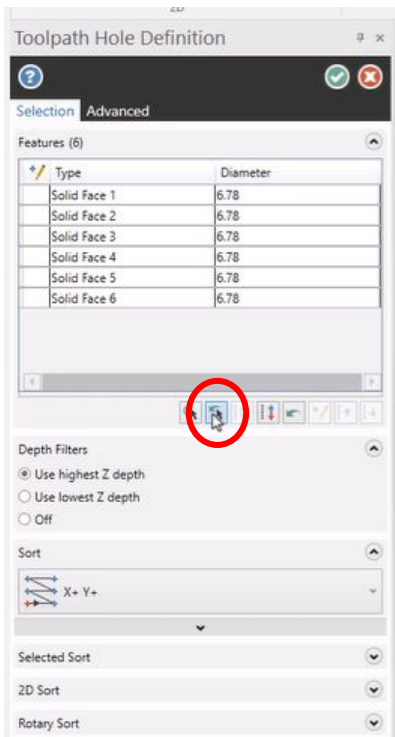 2D
Toolpath Hole Definition
Selection Advanced
Features (6)
Type Diameter
Solid Face 1 6.78
Solid Face 2 6.78
Solid Face 3 6.78
Solid Face 4 6.78
Solid Face 5 6.78
Solid Face 6 6.78
Depth Filters
Use highest Z depth
Use lowest Z depth
Off
Sort
X+ Y+
Selected Sort
2D Sort
Rotary Sort